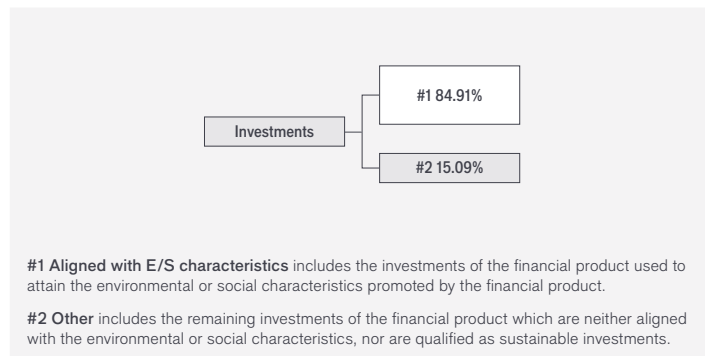 #1 84.91%
Investments
#2 15.09%
#1 Aligned with E/S characteristics includes the investments of the financial product used to
attain the environmental or social characteristics promoted by the financial product.
#2 Other includes the remaining investments of the financial product which are neither aligned
with the environmental or social characteristics, nor are qualified as sustainable investments.